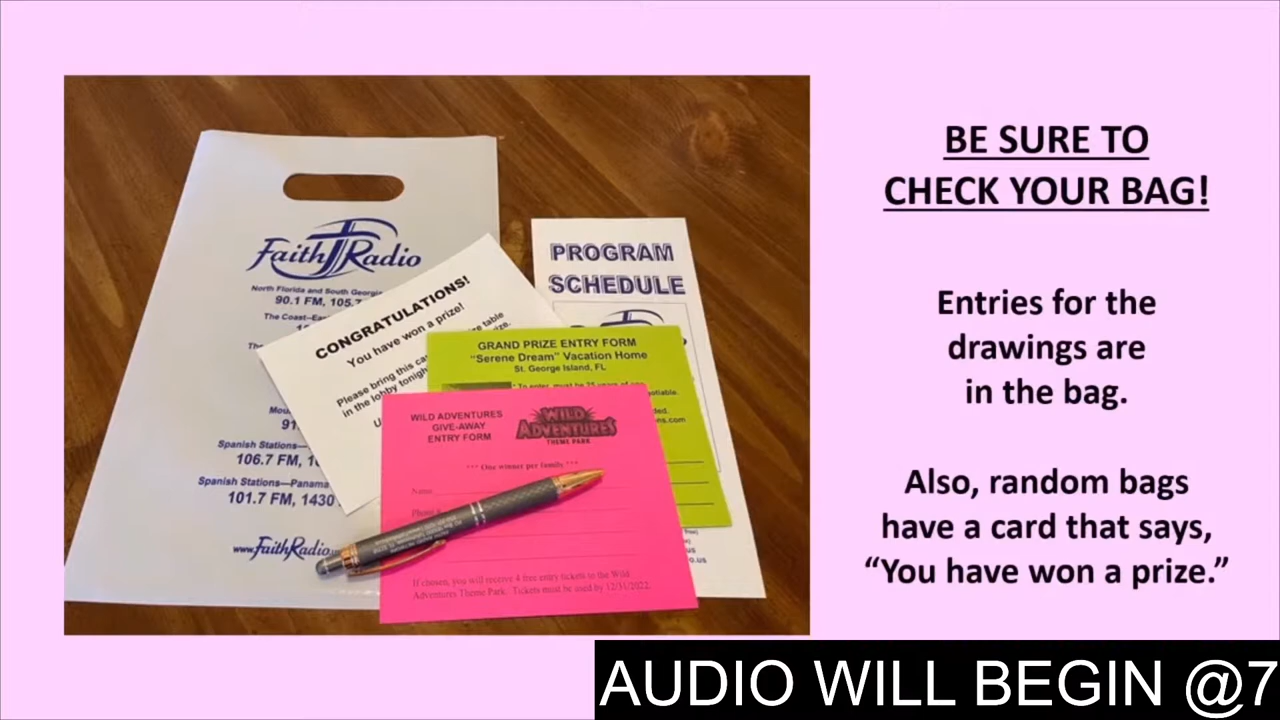 BE SURE TO
CHECK YOUR BAG!
Entries for the
drawings are
in the bag.
Also, random bags
have a card that says,
“You have won a prize.”
Faith Radio
North Florida and South Georgia
90.1 FM, 105.7
The Coast—Eas
Spanish Stations—
106.7 FM, 10
Spanish Stations—Panama
101.7 FM, 1430
www.FaithRadio.
CONGRATULATIONS!
You have won a prize!
Please bring this
table
in the lobby tonight
PROGRAM
SCHEDULE
GRAND PRIZE ENTRY FORM
“Serene Dream” Vacation Home
St. George Island, FL
WILD ADVENTURES
GIVE-AWAY
ENTRY FORM
WILD
ADVENTURES
THEME PARK
*** One winner per family ***
Name
Phone
If chosen, you will receive 4 free entry tickets to the Wild
Adventures Theme Park. Tickets must be used by 12/31/2022.
AUDIO WILL BEGIN @7